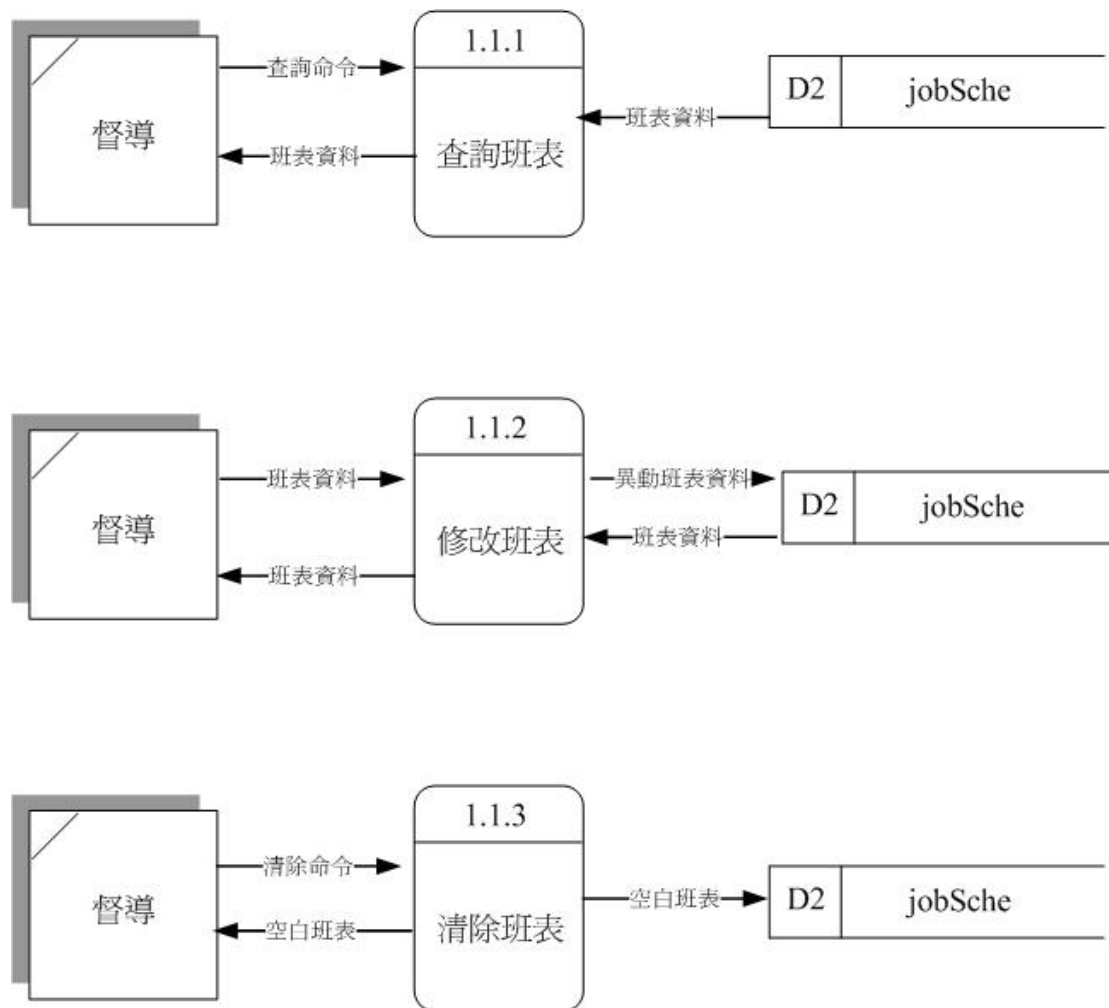 1.1.1
查詢命令
D2 jobSche
督導
班表資料
查詢班表
班表資料
1.1.2
班表資料
異動班表資料
D2 jobSche
督導
修改班表
班表資料
班表資料
1.1.3
清除命令
督導
空白班表
D2 jobSche
空白班表
清除班表